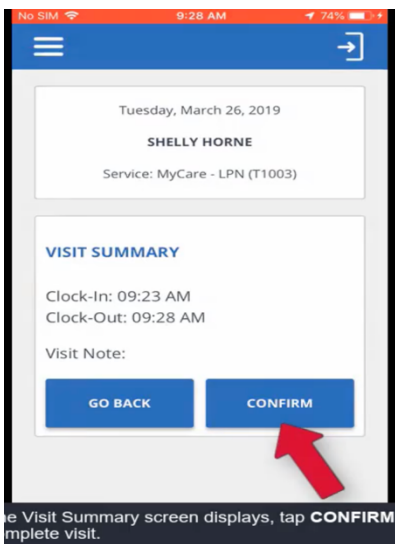 No SIM 9:28 AM 74%
Tuesday, March 26, 2019
SHELLY HORNE
Service: MyCare - LPN (T1003)
VISIT SUMMARY
Clock-In: 09:23 AM
Clock-Out: 09:28 AM
Visit Note:
GO BACK CONFIRM
e Visit Summary screen displays, tap CONFIRM
mplete visit.